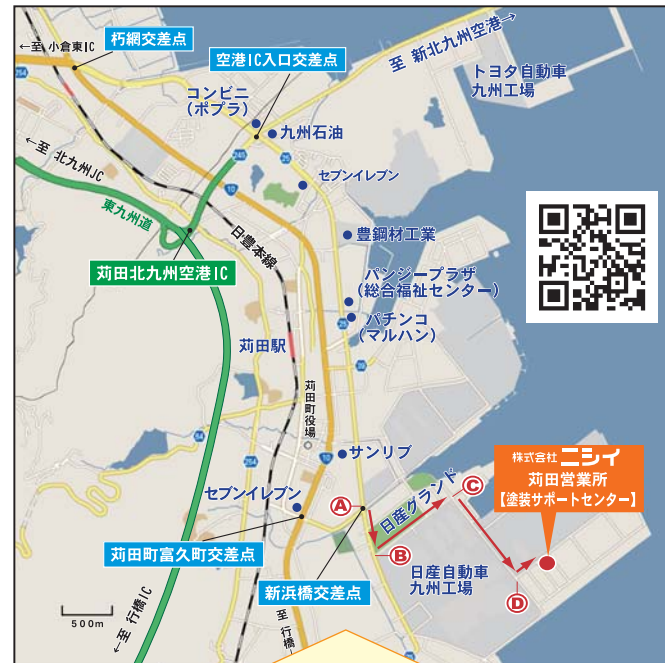 ←至 小倉東IC
朽網交差点
空港IC入口交差点
至 新北九州空港→
トヨタ自動車
九州工場
コンビニ
（ポプラ）
九州石油
254
245
25
セブンイレブン
←至 北九州JC
10
東九州道
日豊本線
豊鋼材工業
苅田北九州空港IC
パンジープラザ
（総合福祉センター）
パチンコ
（マルハン）
25
苅田駅
39
苅田町役場
64
254
10
サンリブ
株式会社 ニシイ
苅田営業所
【塗装サポートセンター】
セブンイレブン
日産グランド
A
B
C
D
苅田町富久町交差点
新浜橋交差点
日産自動車
九州工場
500m
←至 行橋IC
←至 行橋